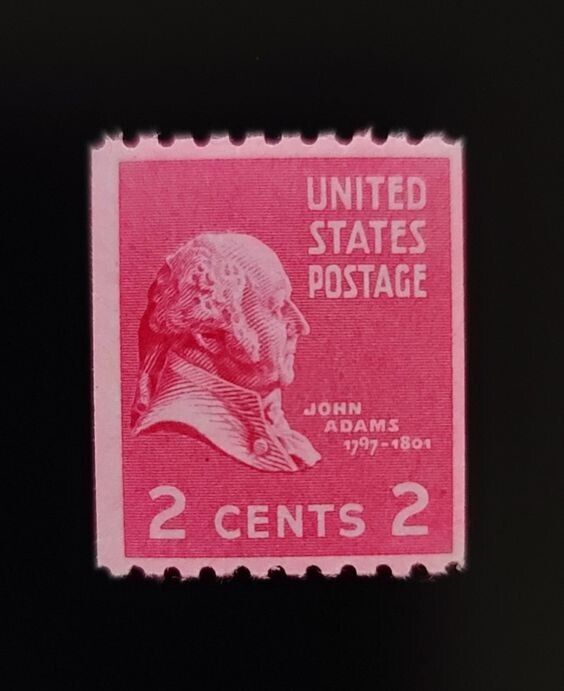 UNITED
STATES
POSTAGE
JOHN
ADAMS
1797-1801
2 CENTS 2